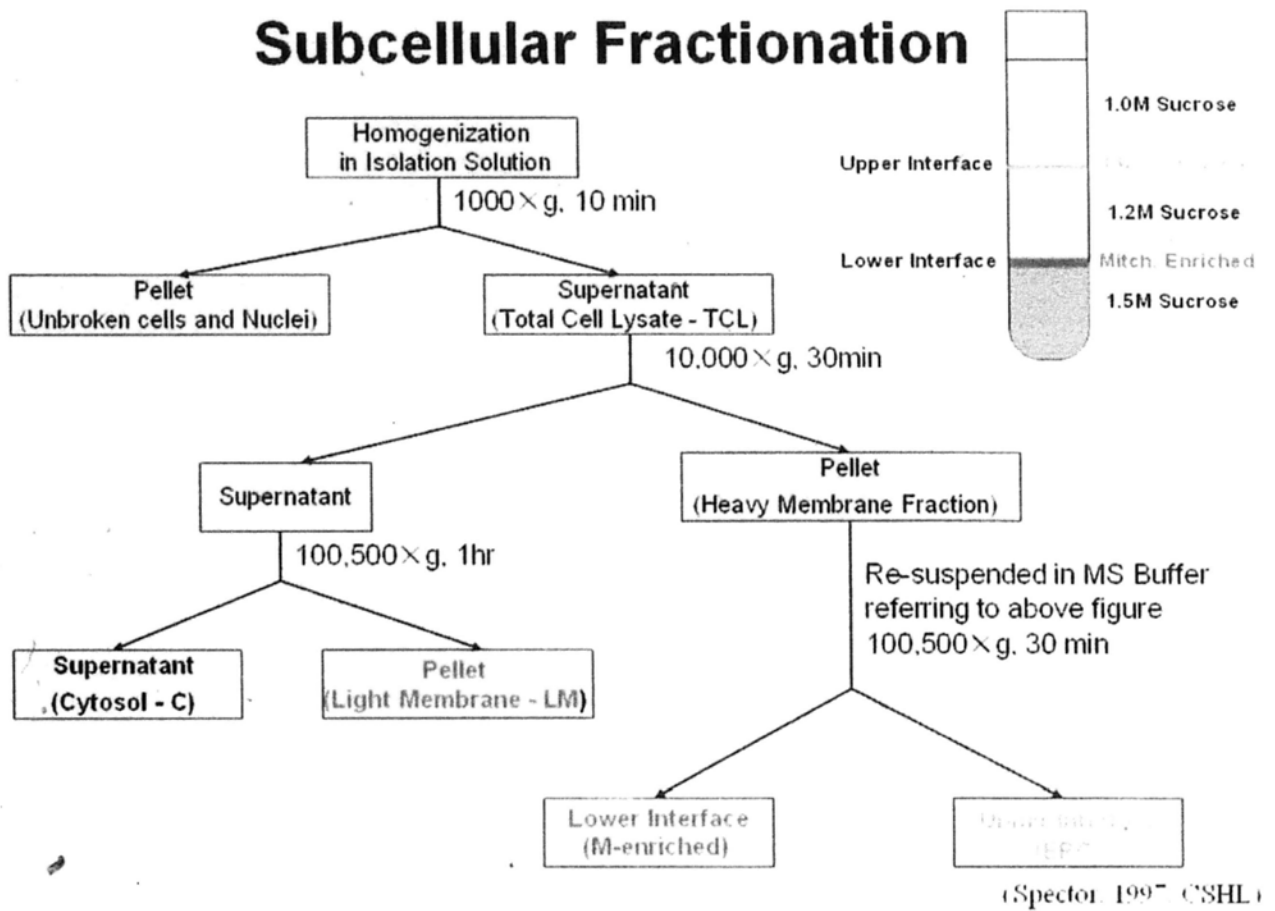 Subcellular Fractionation
1.0M Sucrose
Upper Interface
1.2M Sucrose
Lower Interface
Mitch. Enriched
1.5M Sucrose
Homogenization
in Isolation Solution
1000×g, 10 min
Pellet
(Unbroken cells and Nuclei)
Supernatant
(Total Cell Lysate - TCL)
10,000×g, 30min
Supernatant
Pellet
(Heavy Membrane Fraction)
100,500×g, 1hr
Re-suspended in MS Buffer
referring to above figure
100,500×g, 30 min
Supernatant
(Cytosol - C)
Pellet
(Light Membrane - LM)
Lower Interface
(M-enriched)
(Spector, 1997, CSHL)